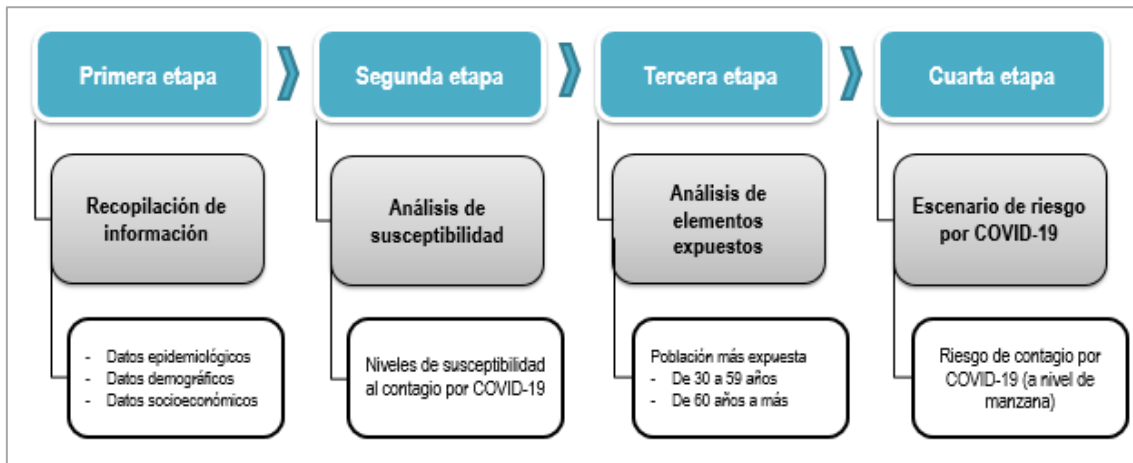 Primera etapa
Recopilación de
información
- Datos epidemiológicos
- Datos demográficos
- Datos socioeconómicos
Segunda etapa
Análisis de
susceptibilidad
Niveles de susceptibilidad
al contagio por COVID-19
Tercera etapa
Análisis de
elementos
expuestos
Población más expuesta
- De 30 a 59 años
- De 60 años a más
Cuarta etapa
Escenario de riesgo
por COVID-19
Riesgo de contagio por
COVID-19 (a nivel de
manzana)